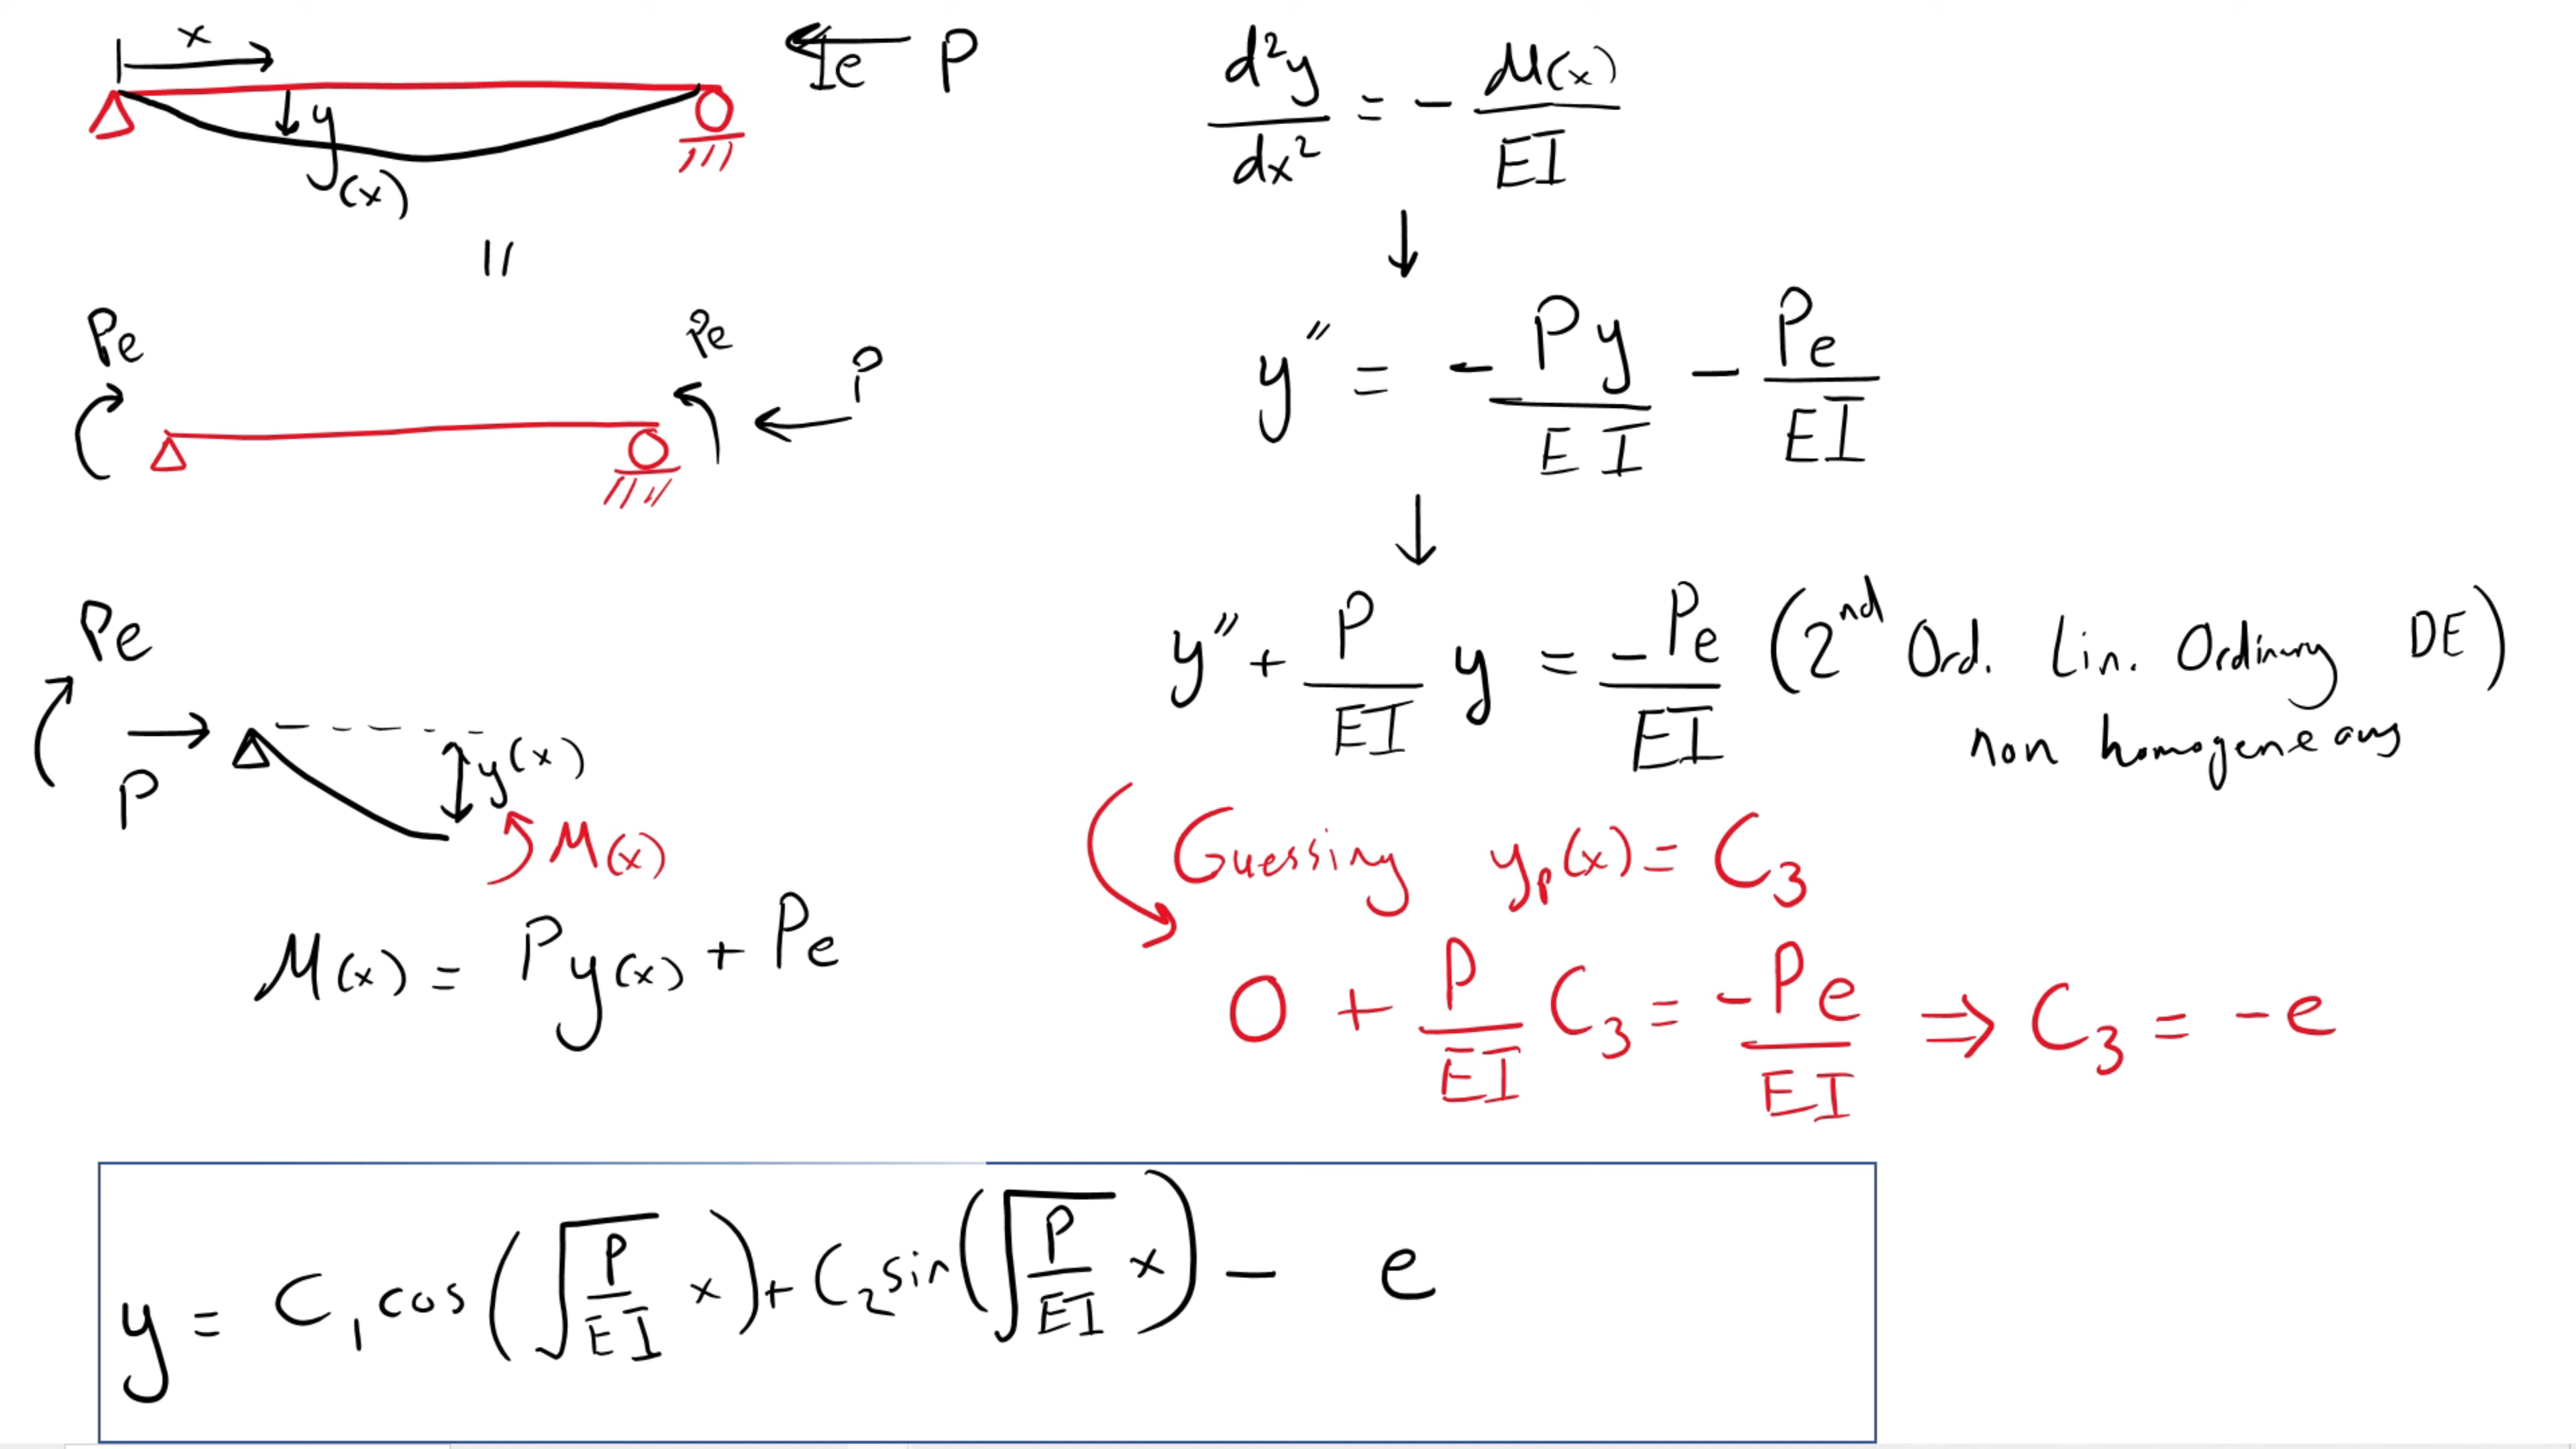 x
Ie P
y(x)
||
Pe
Pe
P
Pe
P
y(x)
M(x)
M(x) = Py(x) + Pe
d²y/dx² = - M(x)/EI
↓
y″ = - Py/EI - Pe/EI
↓
y″ + P/EI y = -Pe/EI (2nd Ord. Lin. Ordinary DE)
non homogeneous
Guessing yp(x) = C₃
0 + P/EI C₃ = -Pe/EI ⇒ C₃ = -e
y = C₁cos(√(P/EI) x) + C₂sin(√(P/EI) x) - e